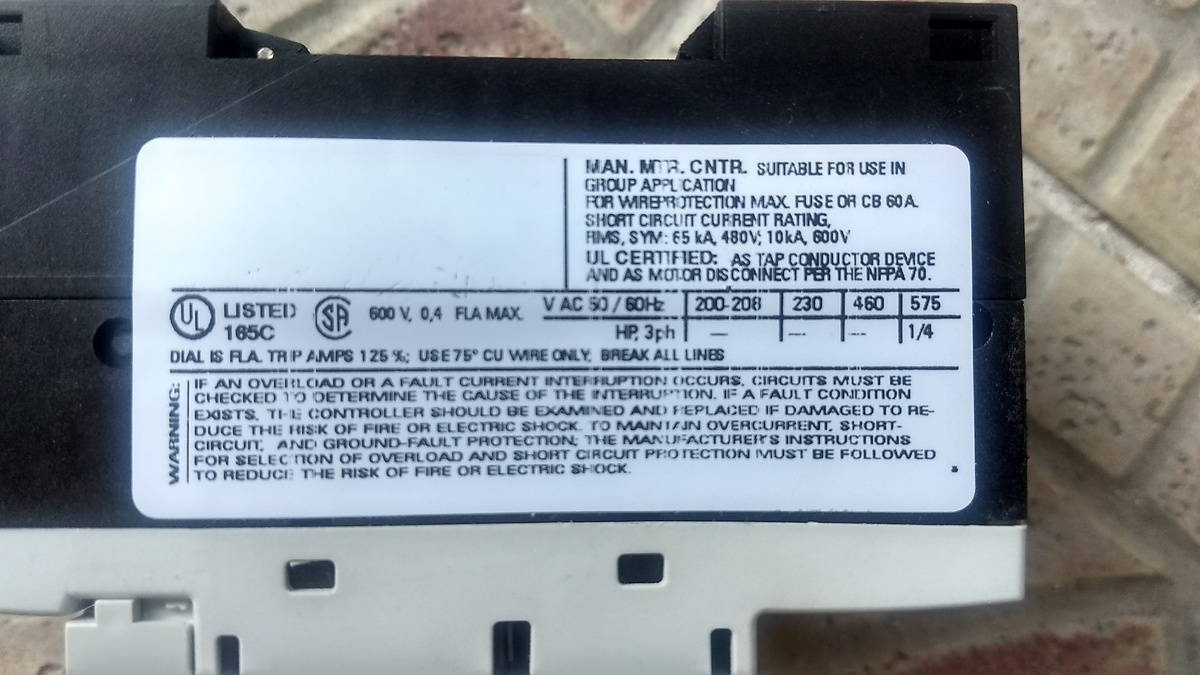 MAN. MTR. CNTR. SUITABLE FOR USE IN
GROUP APPLICATION
FOR WIREPROTECTION MAX. FUSE OR CB 60A.
SHORT CIRCUIT CURRENT RATING,
RMS, SYM: 65 kA, 480V; 10kA, 600V
UL CERTIFIED: AS TAP CONDUCTOR DEVICE
AND AS MOTOR DISCONNECT PER THE NFPA 70.
UL LISTED 165C SA 600 V, 0,4 FLA MAX.
V AC 50 / 60Hz 200-208 230 460 575
HP, 3ph — --- --- 1/4
DIAL IS FLA. TRIP AMPS 125 %; USE 75° CU WIRE ONLY, BREAK ALL LINES
WARNING:
IF AN OVERLOAD OR A FAULT CURRENT INTERRUPTION OCCURS, CIRCUITS MUST BE
CHECKED TO DETERMINE THE CAUSE OF THE INTERRUPTION. IF A FAULT CONDITION
EXISTS, THE CONTROLLER SHOULD BE EXAMINED AND REPLACED IF DAMAGED TO RE-
DUCE THE RISK OF FIRE OR ELECTRIC SHOCK. TO MAINTAIN OVERCURRENT, SHORT-
CIRCUIT, AND GROUND-FAULT PROTECTION, THE MANUFACTURER'S INSTRUCTIONS
FOR SELECTION OF OVERLOAD AND SHORT CIRCUIT PROTECTION MUST BE FOLLOWED
TO REDUCE THE RISK OF FIRE OR ELECTRIC SHOCK.